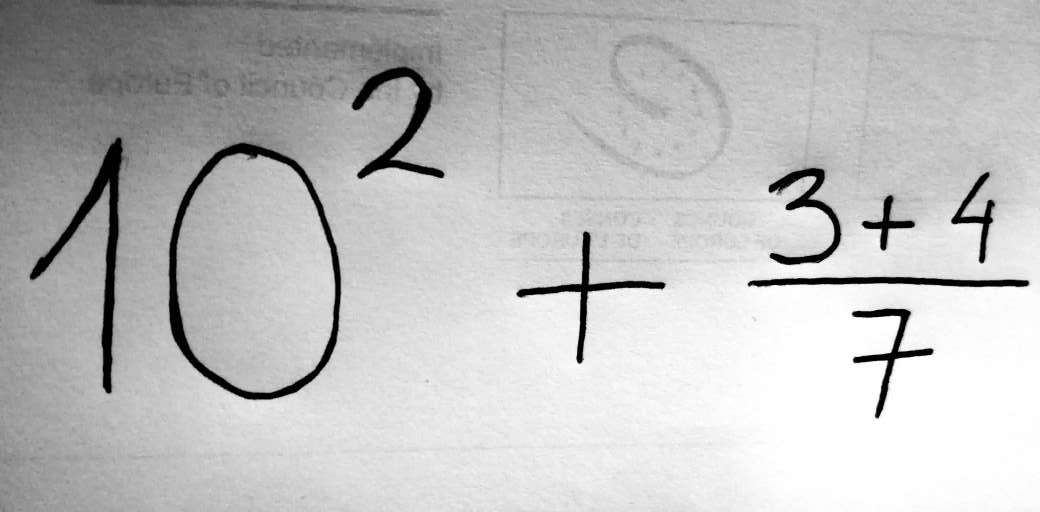 10² + (3 + 4)/7